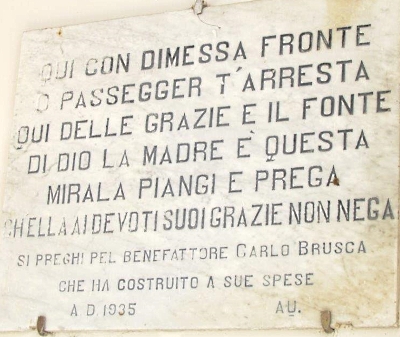 QUI CON DIMESSA FRONTE
O PASSEGGER T'ARRESTA
QUI DELLE GRAZIE E IL FONTE
DI DIO LA MADRE E' QUESTA
MIRALA PIANGI E PREGA
CH'ELLA AI DEVOTI SUOI GRAZIE NON NEGA
SI PREGHI PEL BENEFATTORE CARLO BRUSCA
CHE HA COSTRUITO A SUE SPESE
A.D 1935 AU.